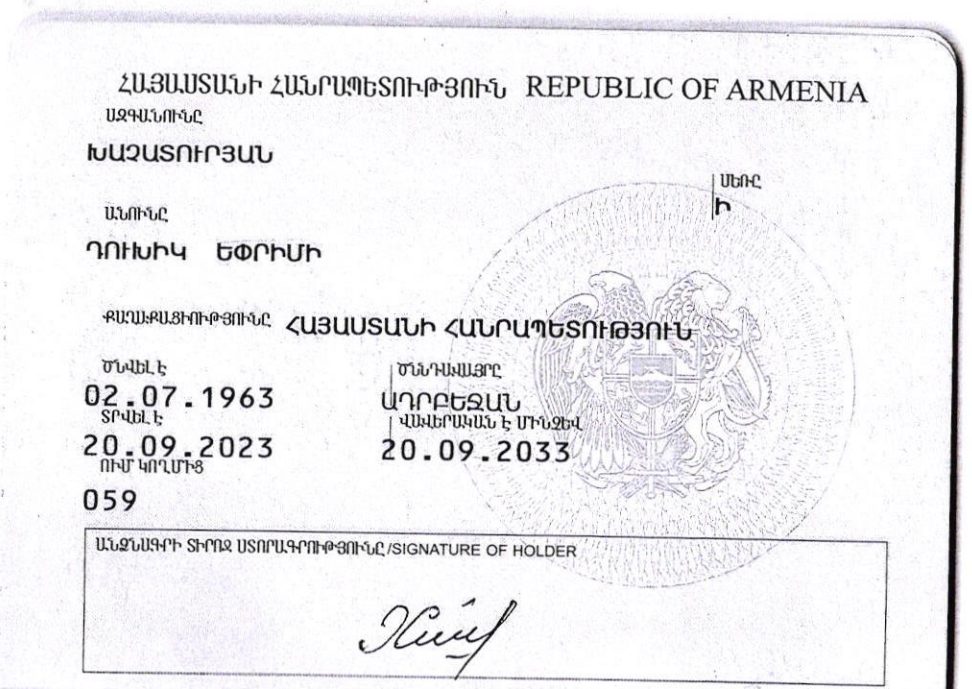 ՀԱՅԱՍՏԱՆԻ ՀԱՆՐԱՊԵՏՈՒԹՅՈՒՆ REPUBLIC OF ARMENIA
ԱԶԳԱՆՈՒՆԸ
ԽԱՉԱՏՈՒՐՅԱՆ
ՍԵՌԸ
Ի
ԱՆՈՒՆԸ
ԴՈՒԽԻԿ ԵՓՐԻՄԻ
ՔԱՂԱՔԱՑԻՈՒԹՅՈՒՆԸ ՀԱՅԱՍՏԱՆԻ ՀԱՆՐԱՊԵՏՈՒԹՅՈՒՆ
ԾՆՎԵԼ Է ԾՆՆԴԱՎԱՅՐԸ
02.07.1963 ԱԴՐԲԵՋԱՆ
ՏՐՎԵԼ Է ՎԱՎԵՐԱԿԱՆ Է ՄԻՆՉԵՎ
20.09.2023 20.09.2033
ՈՒՄ ԿՈՂՄԻՑ
059
ԱՆՁՆԱԳՐԻ ՏԻՐՈՋ ՍՏՈՐԱԳՐՈՒԹՅՈՒՆԸ/SIGNATURE OF HOLDER